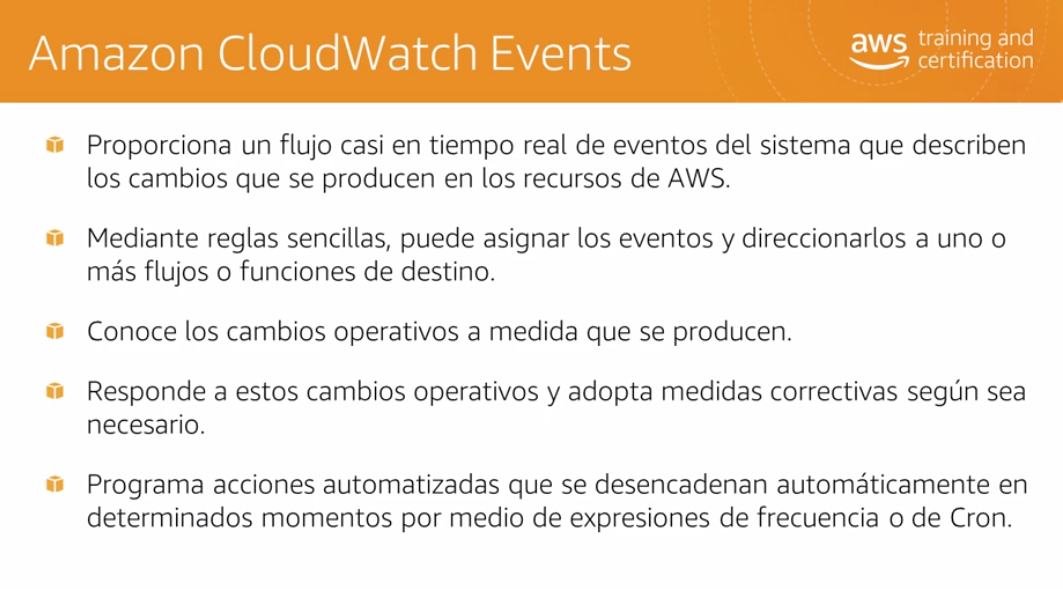 Amazon CloudWatch Events
aws training and
certification
Proporciona un flujo casi en tiempo real de eventos del sistema que describen
los cambios que se producen en los recursos de AWS.
Mediante reglas sencillas, puede asignar los eventos y direccionarlos a uno o
más flujos o funciones de destino.
Conoce los cambios operativos a medida que se producen.
Responde a estos cambios operativos y adopta medidas correctivas según sea
necesario.
Programa acciones automatizadas que se desencadenan automáticamente en
determinados momentos por medio de expresiones de frecuencia o de Cron.